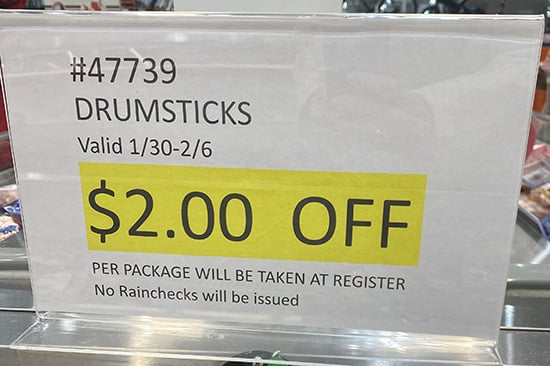 #47739
DRUMSTICKS
Valid 1/30-2/6
$2.00 OFF
PER PACKAGE WILL BE TAKEN AT REGISTER
No Rainchecks will be issued